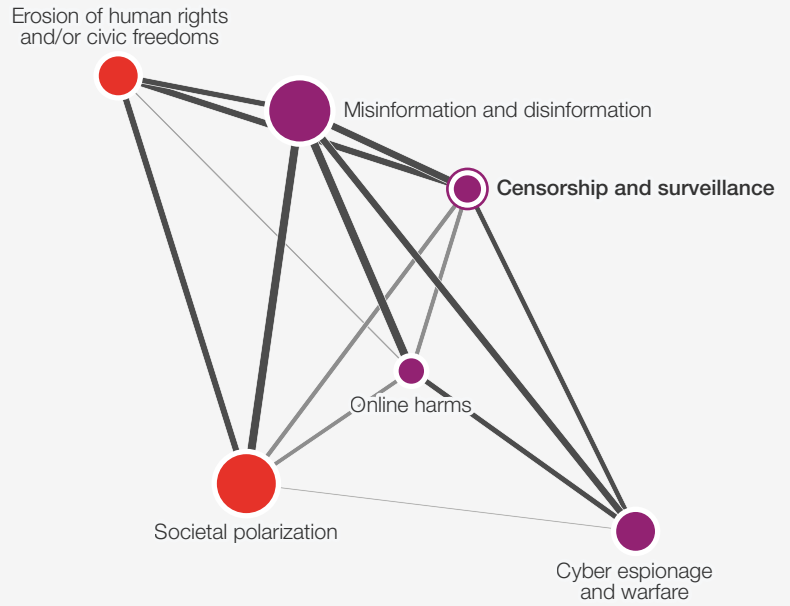 Erosion of human rights
and/or civic freedoms
Misinformation and disinformation
Censorship and surveillance
Online harms
Societal polarization
Cyber espionage
and warfare